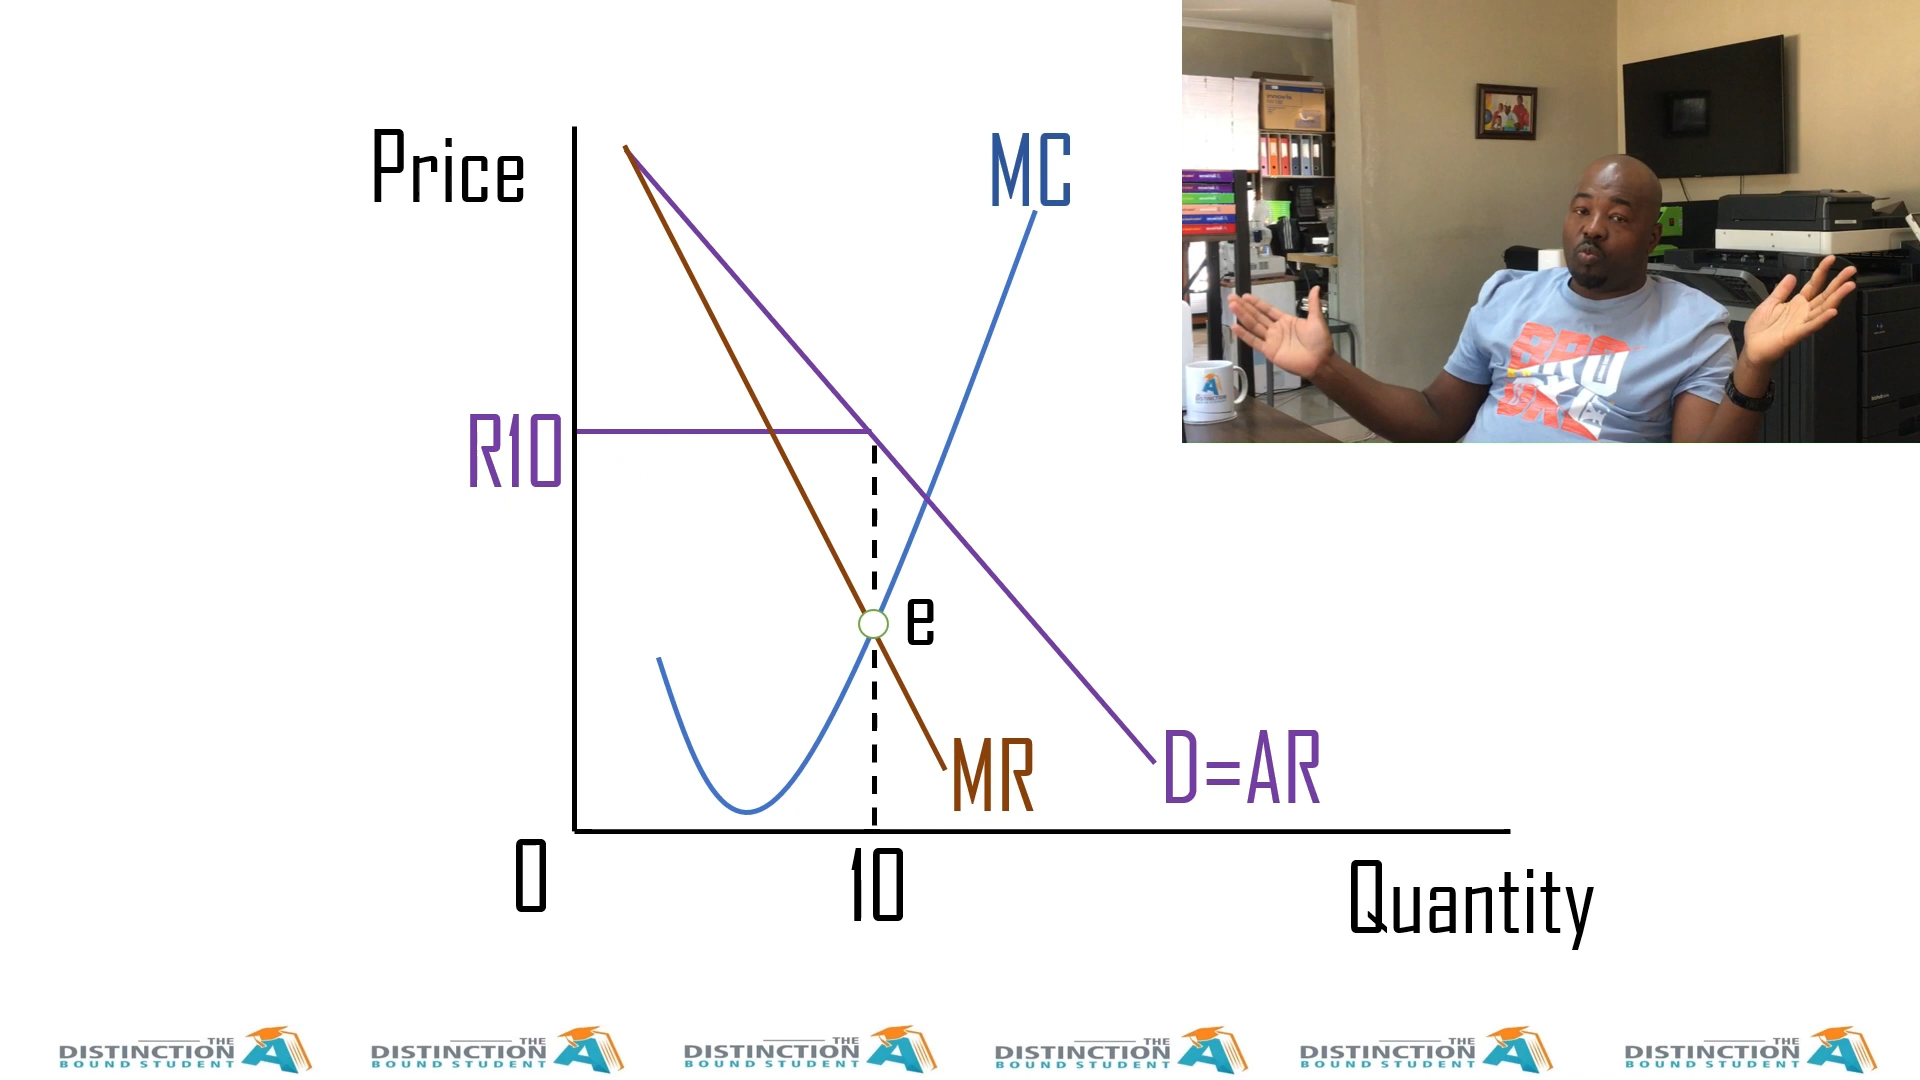 Price
MC
R10
e
MR
D=AR
0
10
Quantity
THE
DISTINCTION
BOUND STUDENT
THE
DISTINCTION
BOUND STUDENT
THE
DISTINCTION
BOUND STUDENT
THE
DISTINCTION
BOUND STUDENT
THE
DISTINCTION
BOUND STUDENT
THE
DISTINCTION
BOUND STUDENT
DISTINCTION